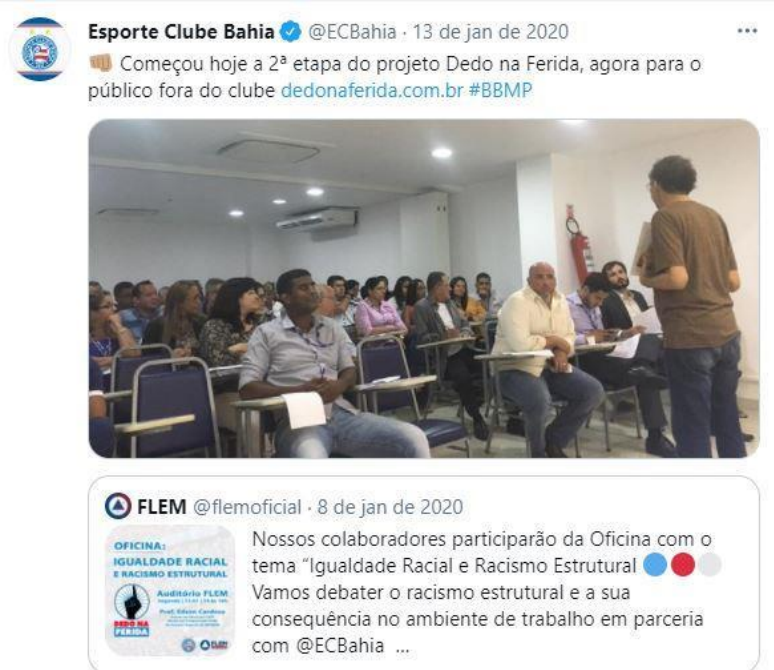 Esporte Clube Bahia @ECBahia · 13 de jan de 2020
👊🏽 Começou hoje a 2ª etapa do projeto Dedo na Ferida, agora para o
público fora do clube dedonaferida.com.br #BBMP
FLEM @flemoficial · 8 de jan de 2020
OFICINA:
IGUALDADE RACIAL
E RACISMO ESTRUTURAL
Auditório FLEM
Prof. Edson Cardoso
DEDO NA
FERIDA
Nossos colaboradores participarão da Oficina com o
tema “Igualdade Racial e Racismo Estrutural 🔵🔴⚪
Vamos debater o racismo estrutural e a sua
consequência no ambiente de trabalho em parceria
com @ECBahia ...